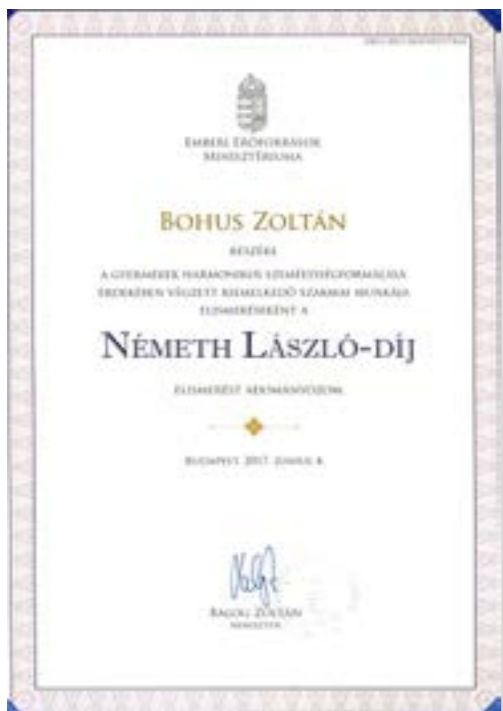 Emberi Erőforrások
Minisztériuma
Bohus Zoltán
részére
a gyermekek harmonikus személyiségformálása
érdekében végzett kiemelkedő szakmai munkája
elismeréseként a
Németh László-díj
elismerést adományozom.
Budapest, 2017. június
Balog Zoltán
miniszter